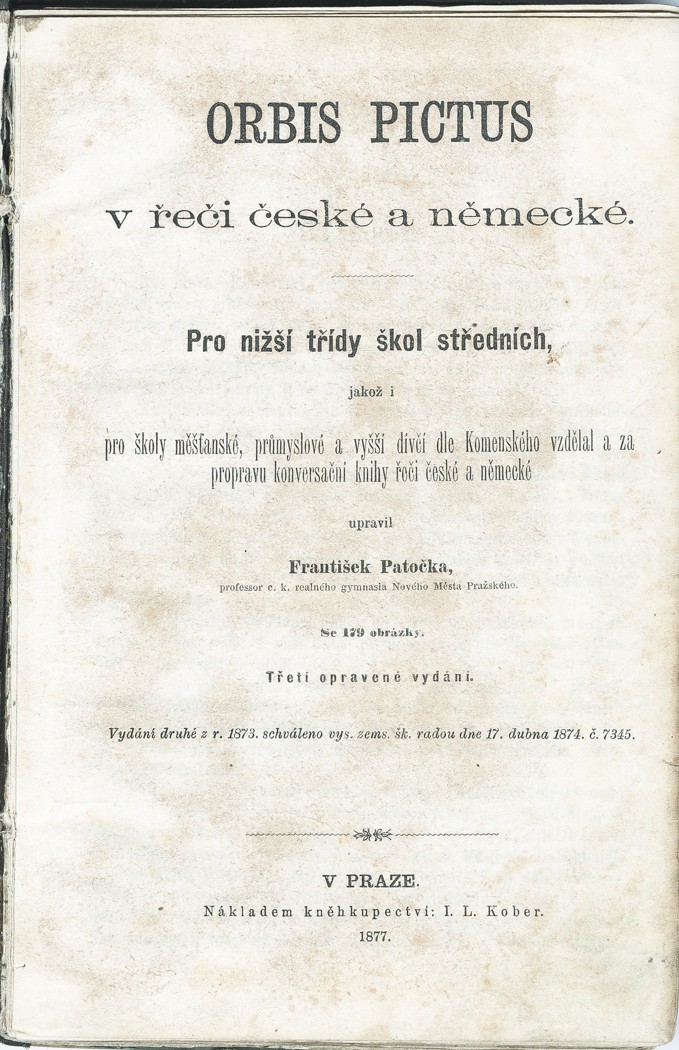 ORBIS PICTUS
v řeči české a německé.
Pro nižší třídy škol středních,
jakož i
pro školy měšťanské, průmyslové a vyšší dívčí dle Komenského vzdělal a za
propravu konversační knihy řeči české a německé
upravil
František Patočka,
professor c. k. realného gymnasia Nového Města Pražského.
Se 179 obrázky.
Třetí opravené vydání.
Vydání druhé z r. 1873. schváleno vys. zems. šk. radou dne 17. dubna 1874. č. 7345.
V PRAZE.
Nákladem kněhkupectví: I. L. Kober.
1877.